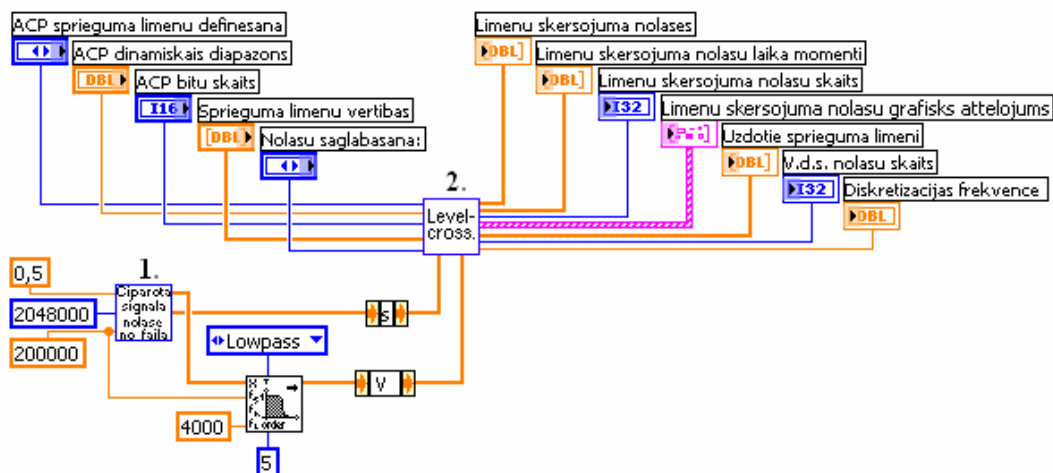 ACP sprieguma limenu definesana
ACP dinamiskais diapazons
DBL
ACP bitu skaits
I16
Sprieguma limenu vertibas
[DBL]
Nolasu saglabasana:
Limenu skersojuma nolases
DBL]
Limenu skersojuma nolasu laika momenti
DBL]
Limenu skersojuma nolasu skaits
I32
Limenu skersojuma nolasu grafisks attelojums
Uzdotie sprieguma limeni
DBL]
V.d.s. nolasu skaits
I32
Diskretizacijas frekvence
DBL
2.
Level-
cross.
1.
0,5
2048000
200000
Ciparota
signala
nolase
no faila
s
Lowpass
V
4000
order
5